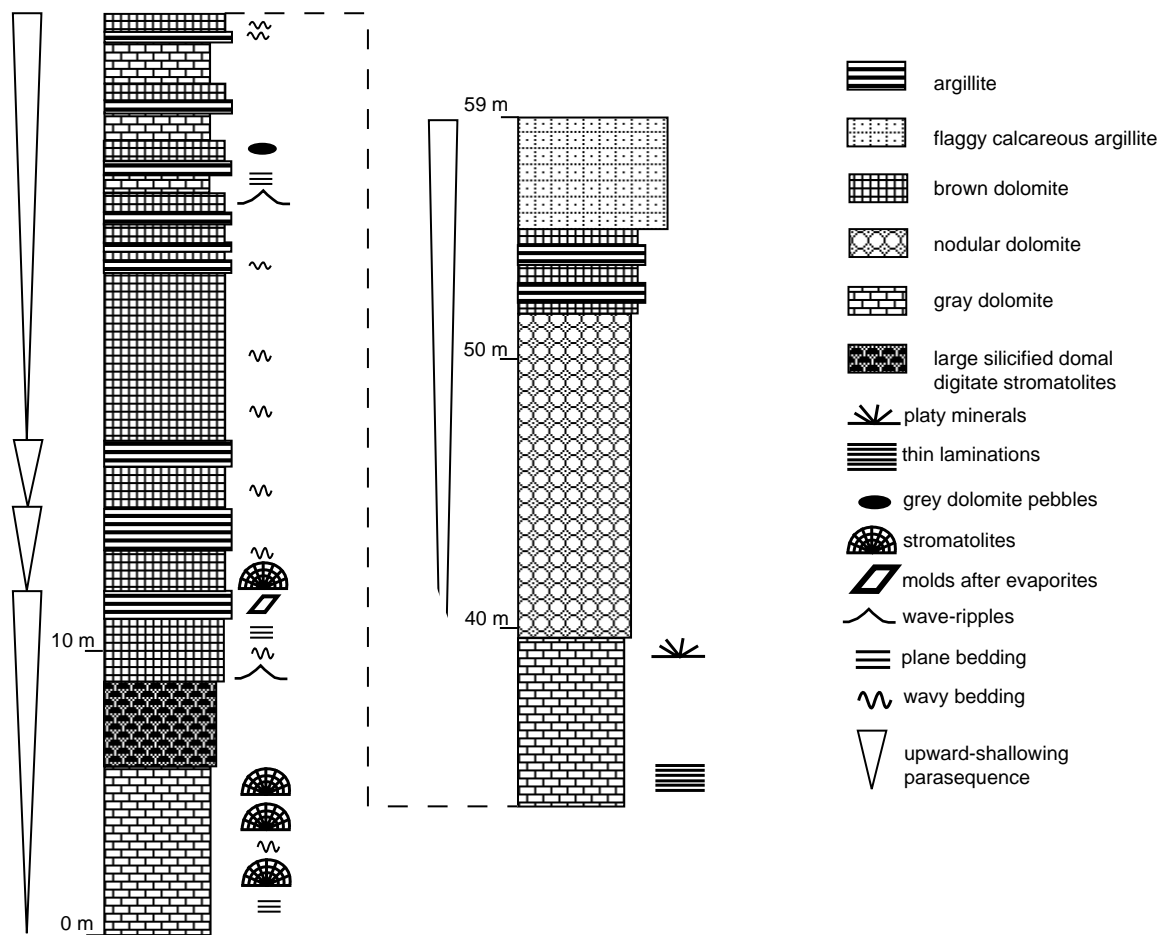 10 m
0 m
59 m
50 m
40 m
argillite
flaggy calcareous argillite
brown dolomite
nodular dolomite
gray dolomite
large silicified domal
digitate stromatolites
platy minerals
thin laminations
grey dolomite pebbles
stromatolites
molds after evaporites
wave-ripples
plane bedding
wavy bedding
upward-shallowing
parasequence